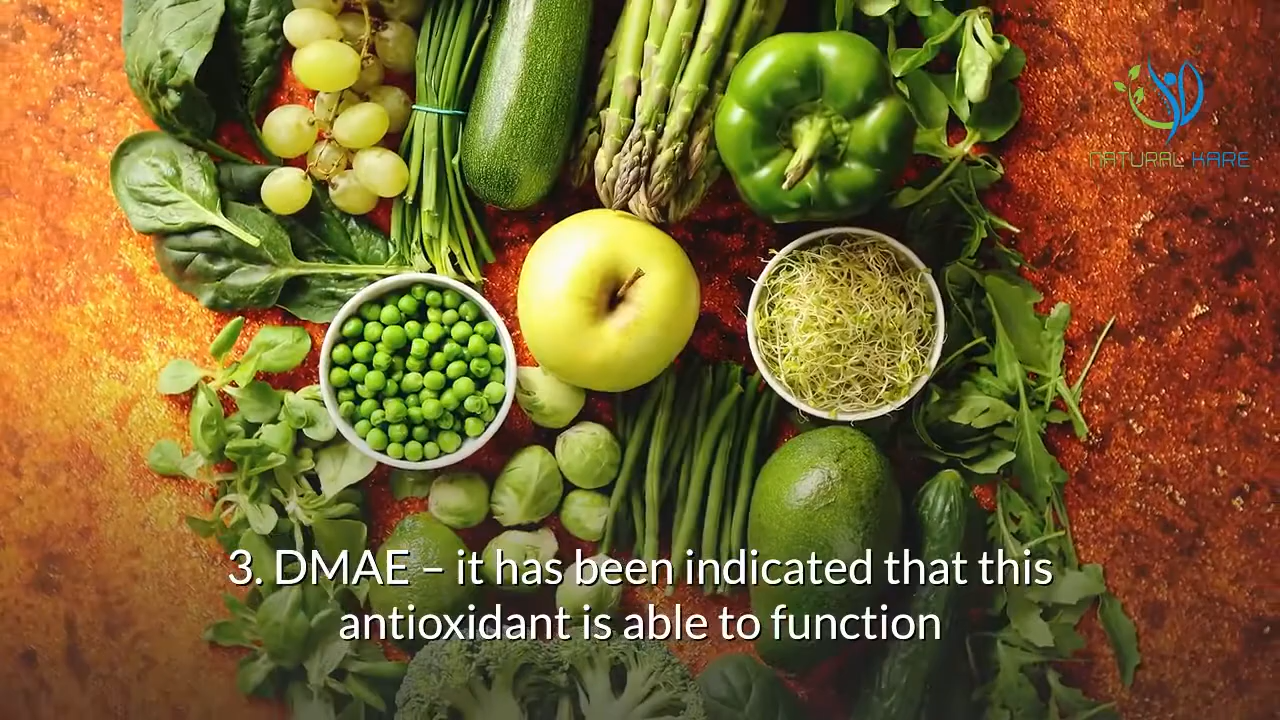 NATURAL KARE
3. DMAE – it has been indicated that this
antioxidant is able to function